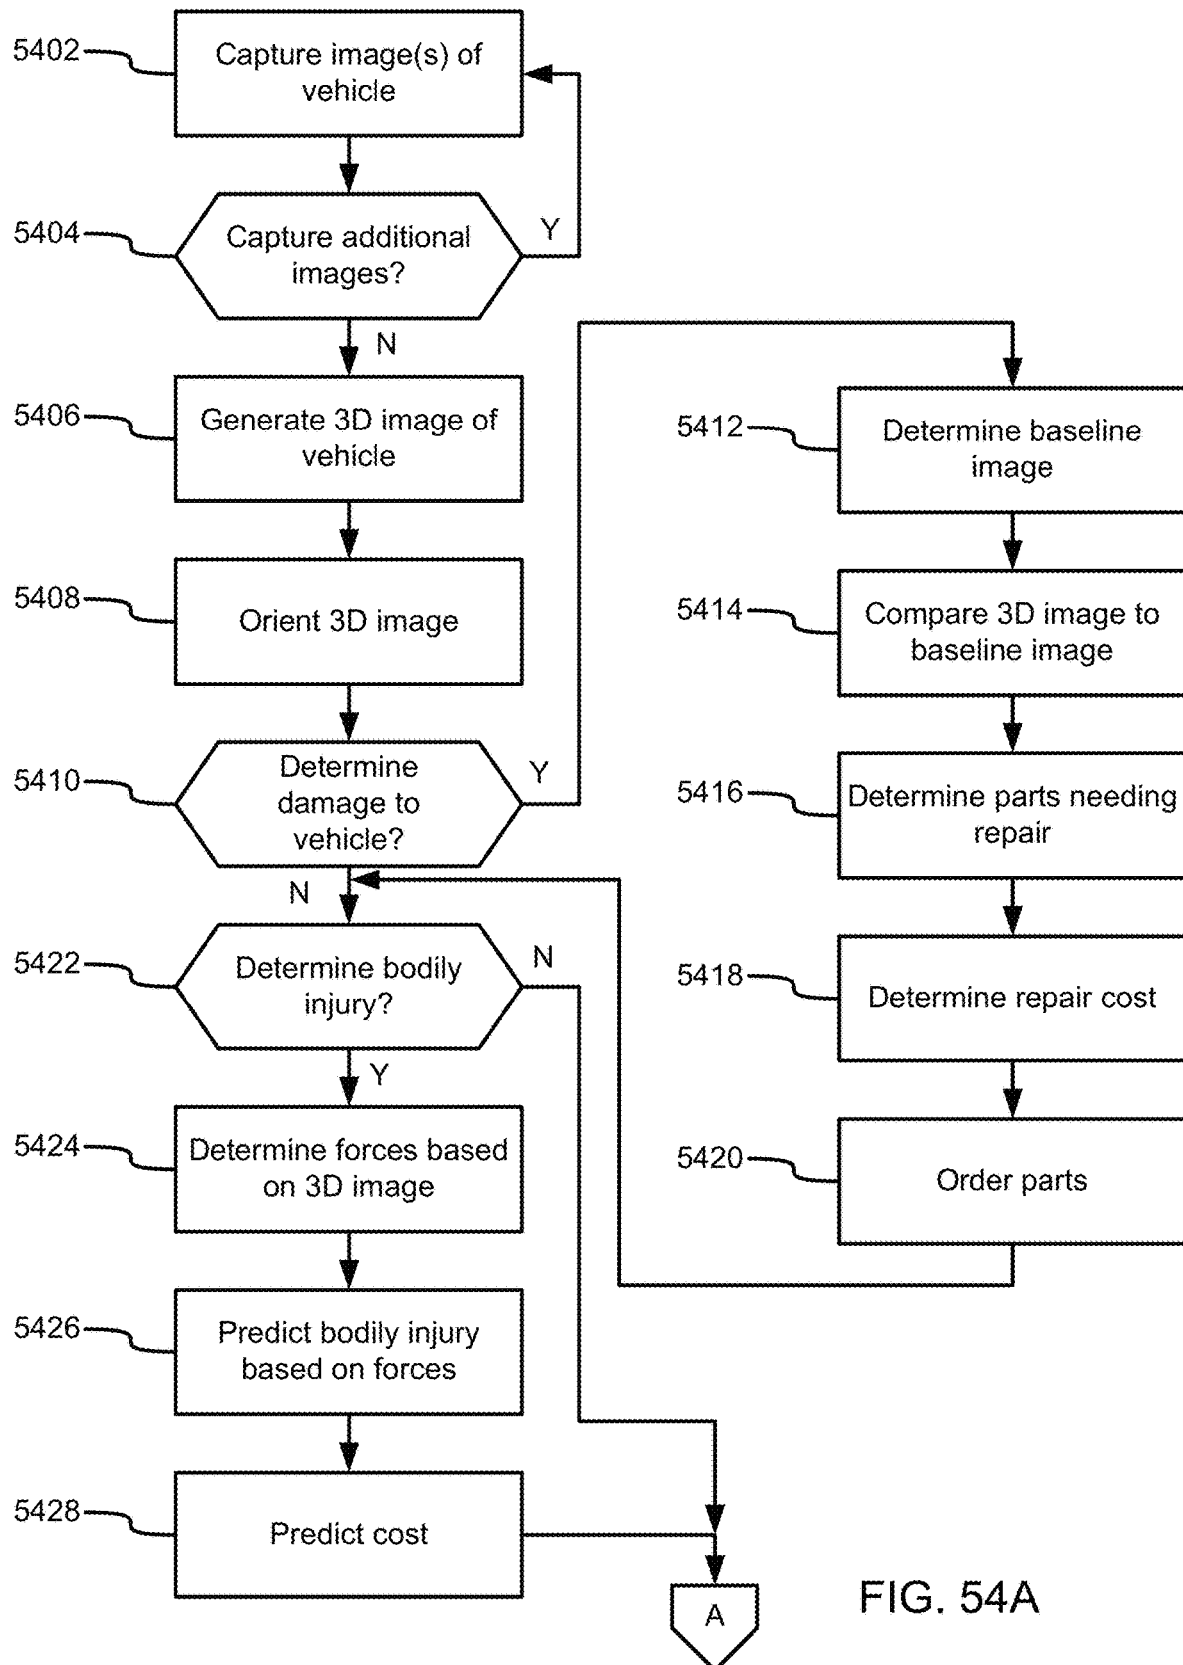 5402
Capture image(s) of
vehicle
5404
Capture additional
images?
Y
N
5406
Generate 3D image of
vehicle
5408
Orient 3D image
5410
Determine
damage to
vehicle?
Y
N
5412
Determine baseline
image
5414
Compare 3D image to
baseline image
5416
Determine parts needing
repair
5418
Determine repair cost
5420
Order parts
5422
Determine bodily
injury?
N
Y
5424
Determine forces based
on 3D image
5426
Predict bodily injury
based on forces
5428
Predict cost
A
FIG. 54A